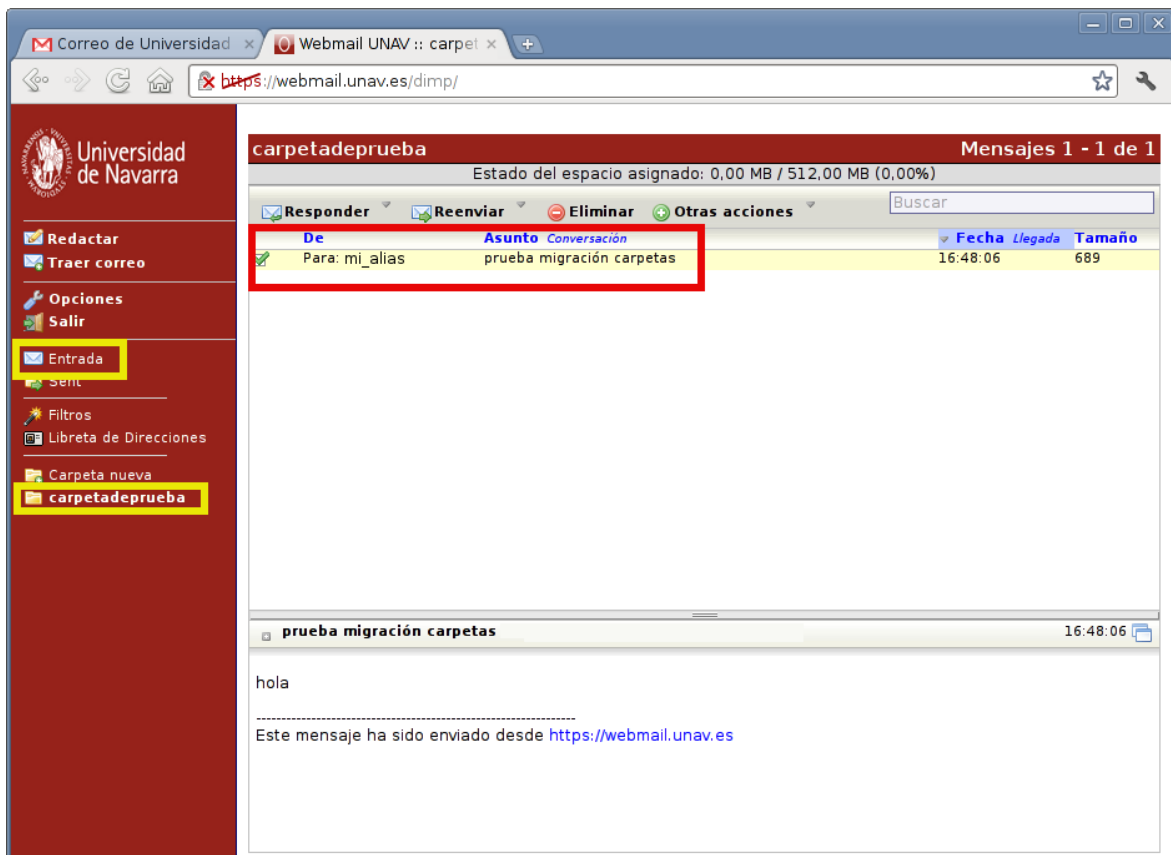 Correo de Universidad
Webmail UNAV :: carpet
https://webmail.unav.es/dimp/
Universidad
de Navarra
Redactar
Traer correo
Opciones
Salir
Entrada
Sent
Filtros
Libreta de Direcciones
Carpeta nueva
carpetadeprueba
carpetadeprueba Mensajes 1 - 1 de 1
Estado del espacio asignado: 0,00 MB / 512,00 MB (0,00%)
Responder Reenviar Eliminar Otras acciones Buscar
De Asunto Conversación Fecha Llegada Tamaño
Para: mi_alias prueba migración carpetas 16:48:06 689
prueba migración carpetas 16:48:06
hola
----------------------------------------------------------------
Este mensaje ha sido enviado desde https://webmail.unav.es